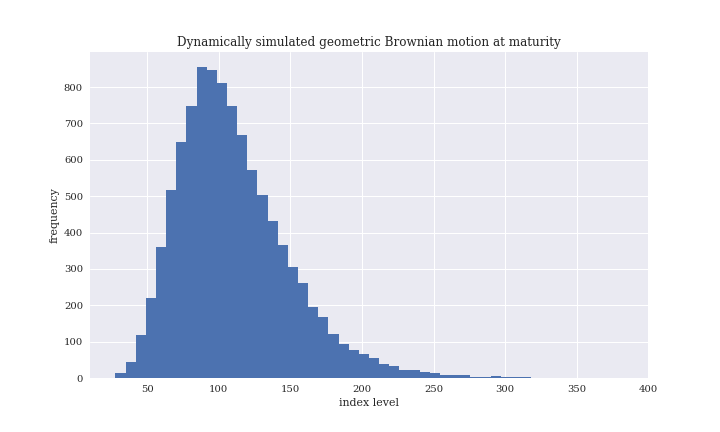 Dynamically simulated geometric Brownian motion at maturity
800
700
600
500
400
300
200
100
0
frequency
50 100 150 200 250 300 350 400
index level